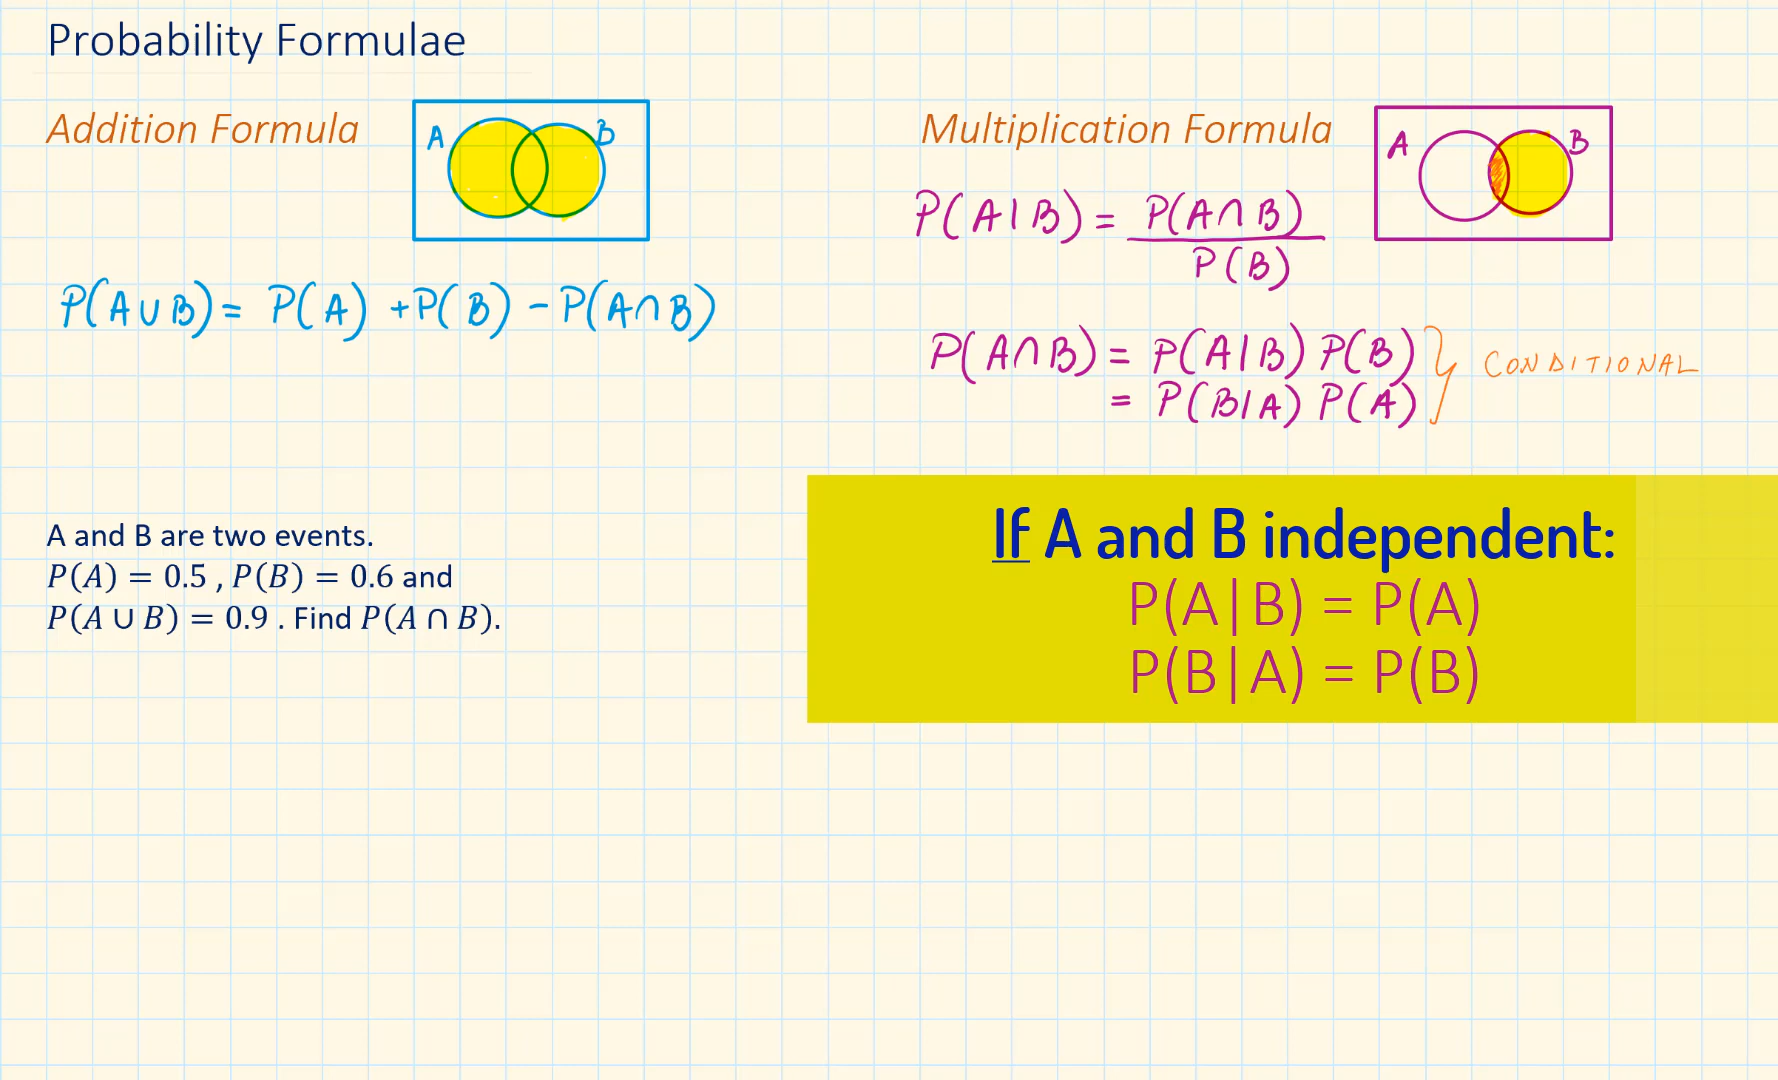 Probability Formulae
Addition Formula
A B
P(A∪B) = P(A) + P(B) − P(A∩B)
A and B are two events.
P(A) = 0.5 , P(B) = 0.6 and
P(A ∪ B) = 0.9 . Find P(A ∩ B).
Multiplication Formula
A B
P(A|B) = P(A∩B)
P(B)
P(A∩B) = P(A|B) P(B)
= P(B|A) P(A)
CONDITIONAL
If A and B independent:
P(A|B) = P(A)
P(B|A) = P(B)